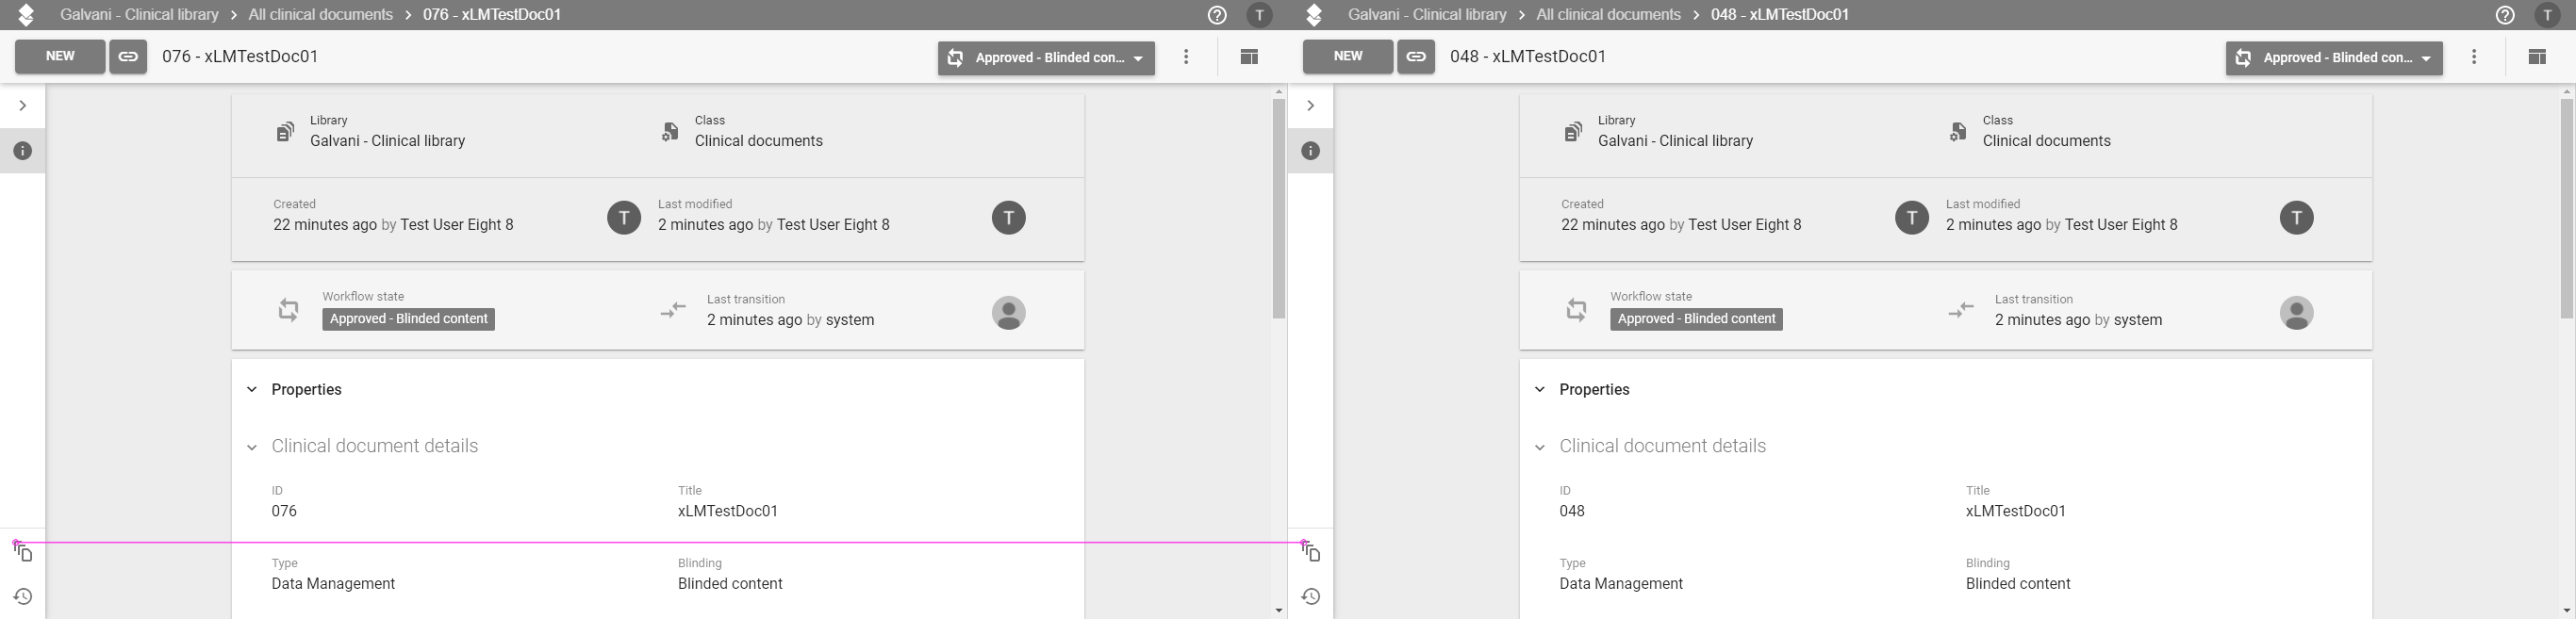 Galvani - Clinical library > All clinical documents > 076 - xLMTestDoc01
T
NEW
076 - xLMTestDoc01
Approved - Blinded con...
Library
Galvani - Clinical library
Class
Clinical documents
Created
22 minutes ago by Test User Eight 8
T
Last modified
2 minutes ago by Test User Eight 8
T
Workflow state
Approved - Blinded content
Last transition
2 minutes ago by system
Properties
Clinical document details
ID
076
Title
xLMTestDoc01
Type
Data Management
Blinding
Blinded content
Galvani - Clinical library > All clinical documents > 048 - xLMTestDoc01
T
NEW
048 - xLMTestDoc01
Approved - Blinded con...
Library
Galvani - Clinical library
Class
Clinical documents
Created
22 minutes ago by Test User Eight 8
T
Last modified
2 minutes ago by Test User Eight 8
T
Workflow state
Approved - Blinded content
Last transition
2 minutes ago by system
Properties
Clinical document details
ID
048
Title
xLMTestDoc01
Type
Data Management
Blinding
Blinded content